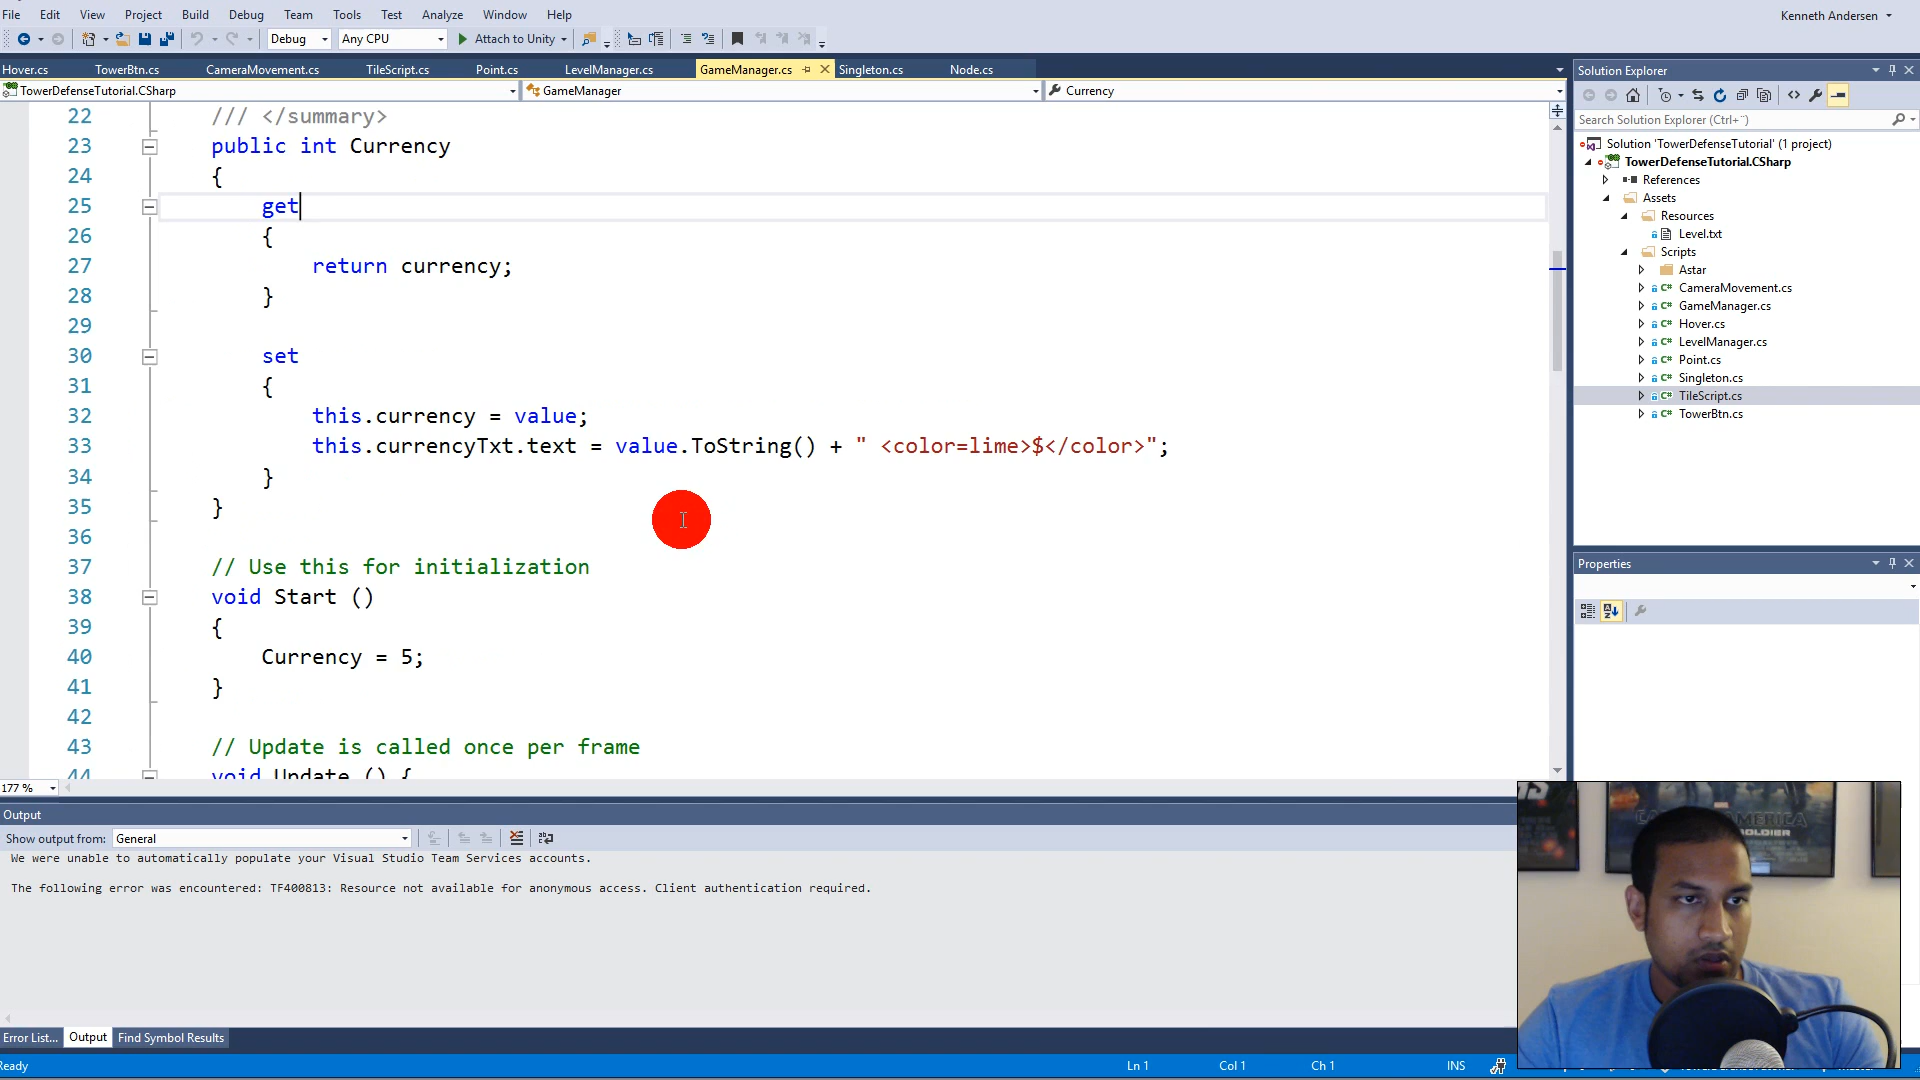 File Edit View Project Build Debug Team Tools Test Analyze Window Help
Kenneth Andersen
Debug Any CPU Attach to Unity
Hover.cs TowerBtn.cs CameraMovement.cs TileScript.cs Point.cs LevelManager.cs GameManager.cs Singleton.cs Node.cs
TowerDefenseTutorial.CSharp GameManager Currency
22 /// </summary>
23 public int Currency
24 {
25 get
26 {
27 return currency;
28 }
29
30 set
31 {
32 this.currency = value;
33 this.currencyTxt.text = value.ToString() + " <color=lime>$</color>";
34 }
35 }
36
37 // Use this for initialization
38 void Start ()
39 {
40 Currency = 5;
41 }
42
43 // Update is called once per frame
44 void Update () {
177 %
Output
Show output from: General
We were unable to automatically populate your Visual Studio Team Services accounts.
The following error was encountered: TF400813: Resource not available for anonymous access. Client authentication required.
Error List... Output Find Symbol Results
Ready Ln 1 Col 1 Ch 1 INS
Solution Explorer
Search Solution Explorer (Ctrl+¨)
Solution 'TowerDefenseTutorial' (1 project)
TowerDefenseTutorial.CSharp
References
Assets
Resources
Level.txt
Scripts
Astar
CameraMovement.cs
GameManager.cs
Hover.cs
LevelManager.cs
Point.cs
Singleton.cs
TileScript.cs
TowerBtn.cs
Properties